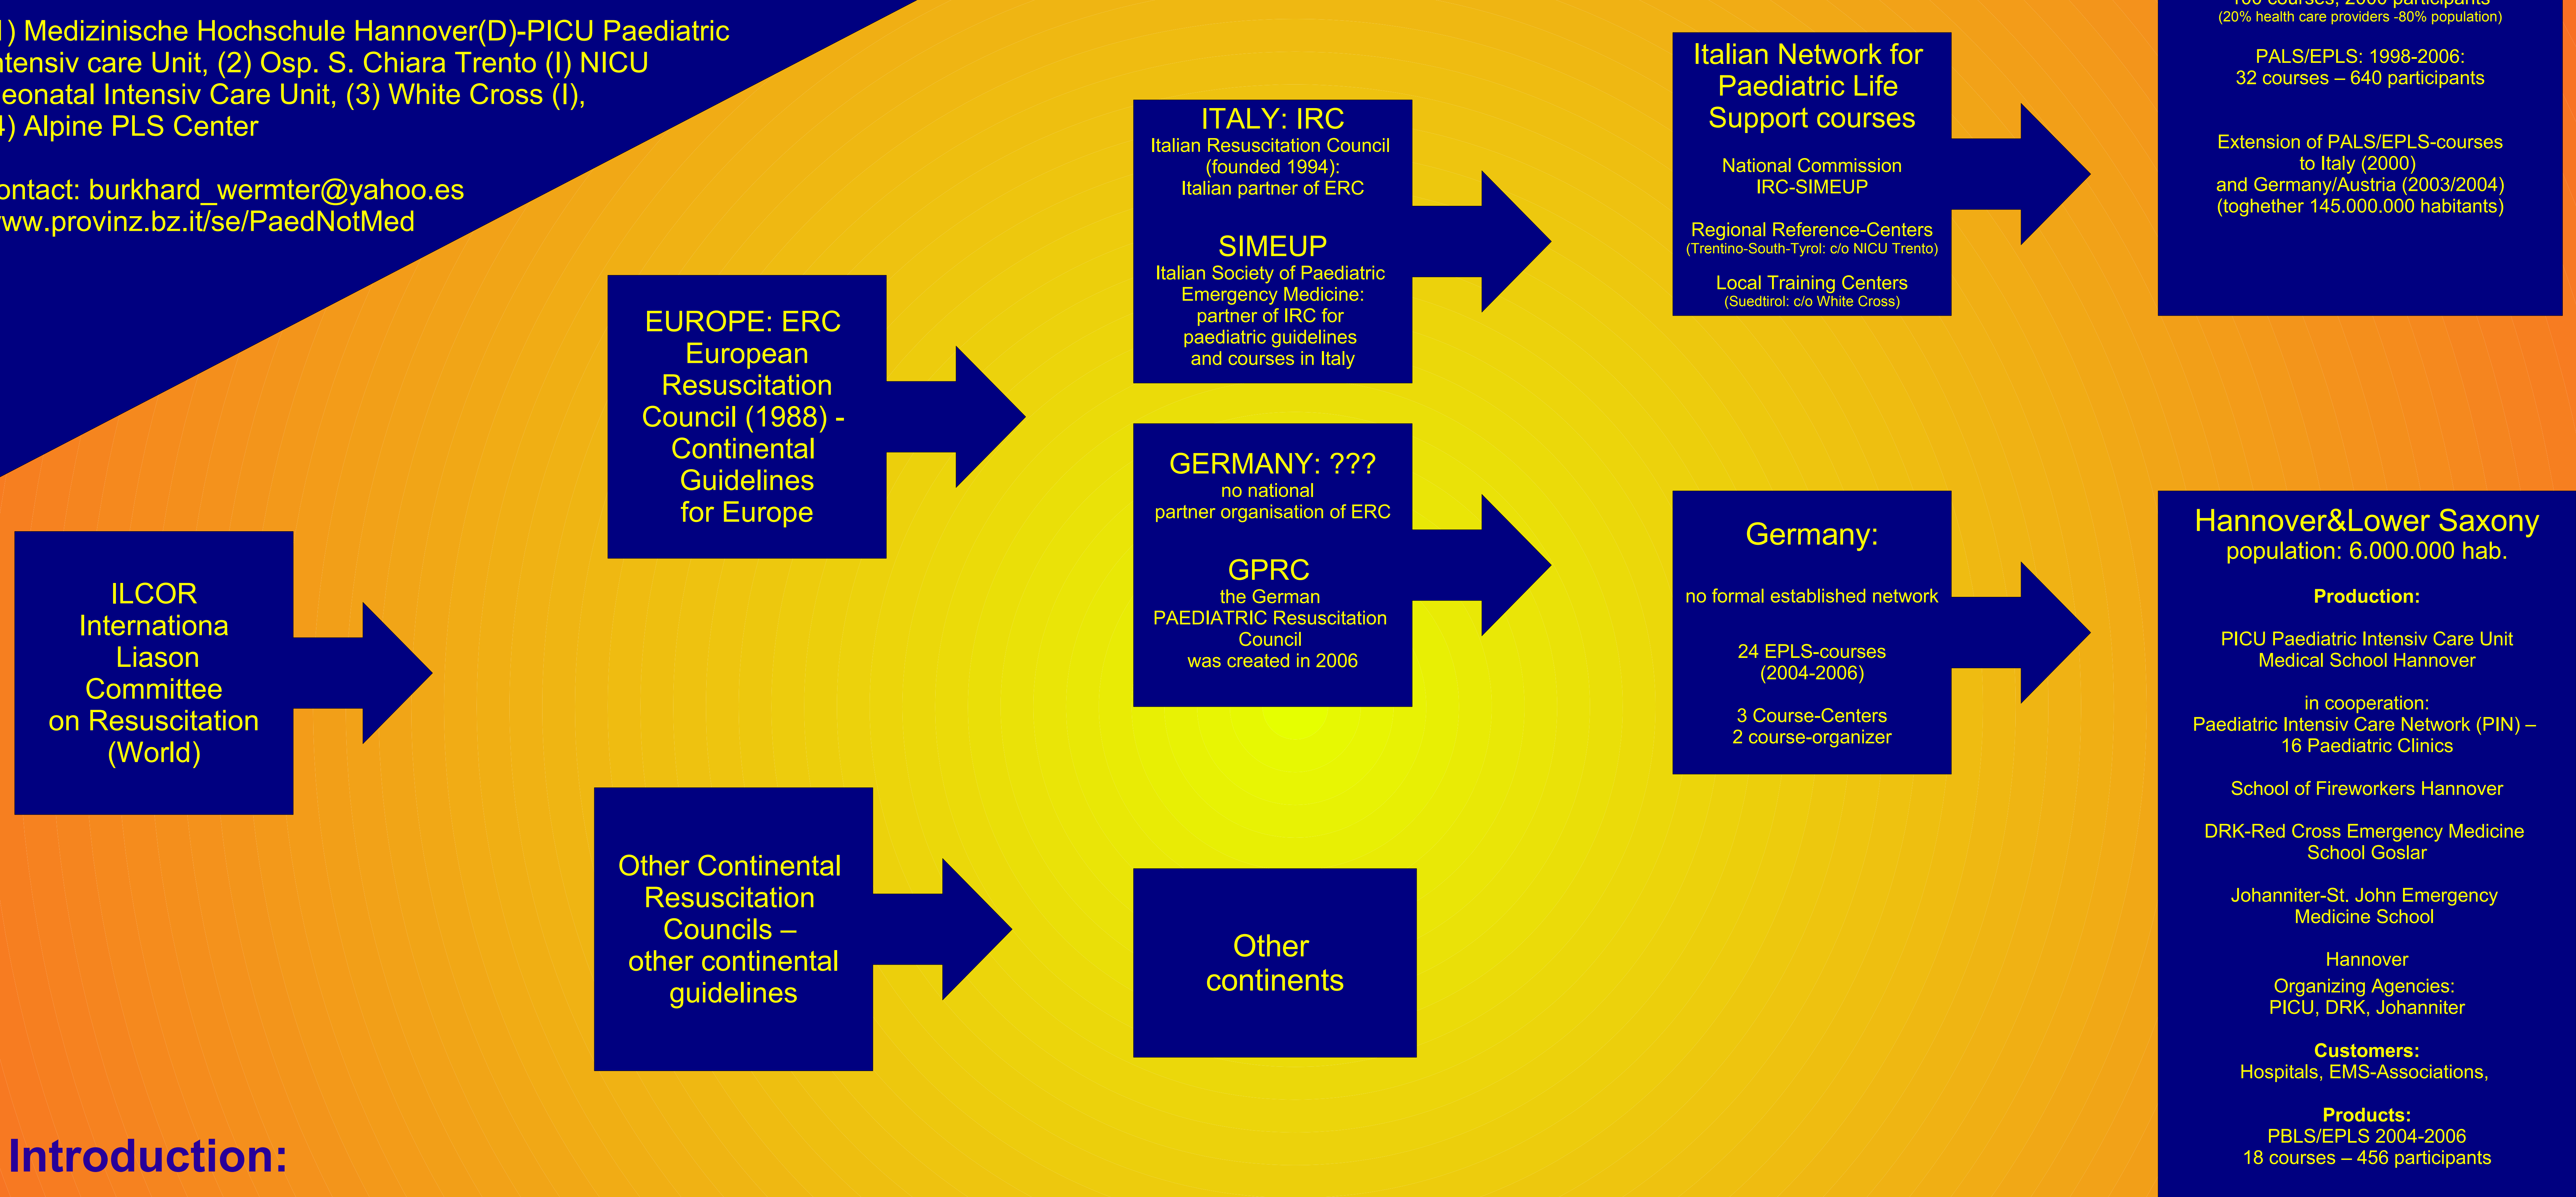 1) Medizinische Hochschule Hannover(D)-PICU Paediatric
ntensiv care Unit, (2) Osp. S. Chiara Trento (I) NICU
eonatal Intensiv Care Unit, (3) White Cross (I),
4) Alpine PLS Center
ontact: burkhard_wermter@yahoo.es
www.provinz.bz.it/se/PaedNotMed
ILCOR
Internationa
Liason
Committee
on Resuscitation
(World)
EUROPE: ERC
European
Resuscitation
Council (1988) -
Continental
Guidelines
for Europe
Other Continental
Resuscitation
Councils –
other continental
guidelines
ITALY: IRC
Italian Resuscitation Council
(founded 1994):
Italian partner of ERC
SIMEUP
Italian Society of Paediatric
Emergency Medicine:
partner of IRC for
paediatric guidelines
and courses in Italy
GERMANY: ???
no national
partner organisation of ERC
GPRC
the German
PAEDIATRIC Resuscitation
Council
was created in 2006
Other
continents
Italian Network for
Paediatric Life
Support courses
National Commission
IRC-SIMEUP
Regional Reference-Centers
(Trentino-South-Tyrol: c/o NICU Trento)
Local Training Centers
(Suedtirol: c/o White Cross)
Germany:
no formal established network
24 EPLS-courses
(2004-2006)
3 Course-Centers
2 course-organizer
courses, 2000 participants
(20% health care providers -80% population)
PALS/EPLS: 1998-2006:
32 courses – 640 participants
Extension of PALS/EPLS-courses
to Italy (2000)
and Germany/Austria (2003/2004)
(toghether 145.000.000 habitants)
Hannover&Lower Saxony
population: 6.000.000 hab.
Production:
PICU Paediatric Intensiv Care Unit
Medical School Hannover
in cooperation:
Paediatric Intensiv Care Network (PIN) –
16 Paediatric Clinics
School of Fireworkers Hannover
DRK-Red Cross Emergency Medicine
School Goslar
Johanniter-St. John Emergency
Medicine School
Hannover
Organizing Agencies:
PICU, DRK, Johanniter
Customers:
Hospitals, EMS-Associations,
Products:
PBLS/EPLS 2004-2006
18 courses – 456 participants
Introduction: